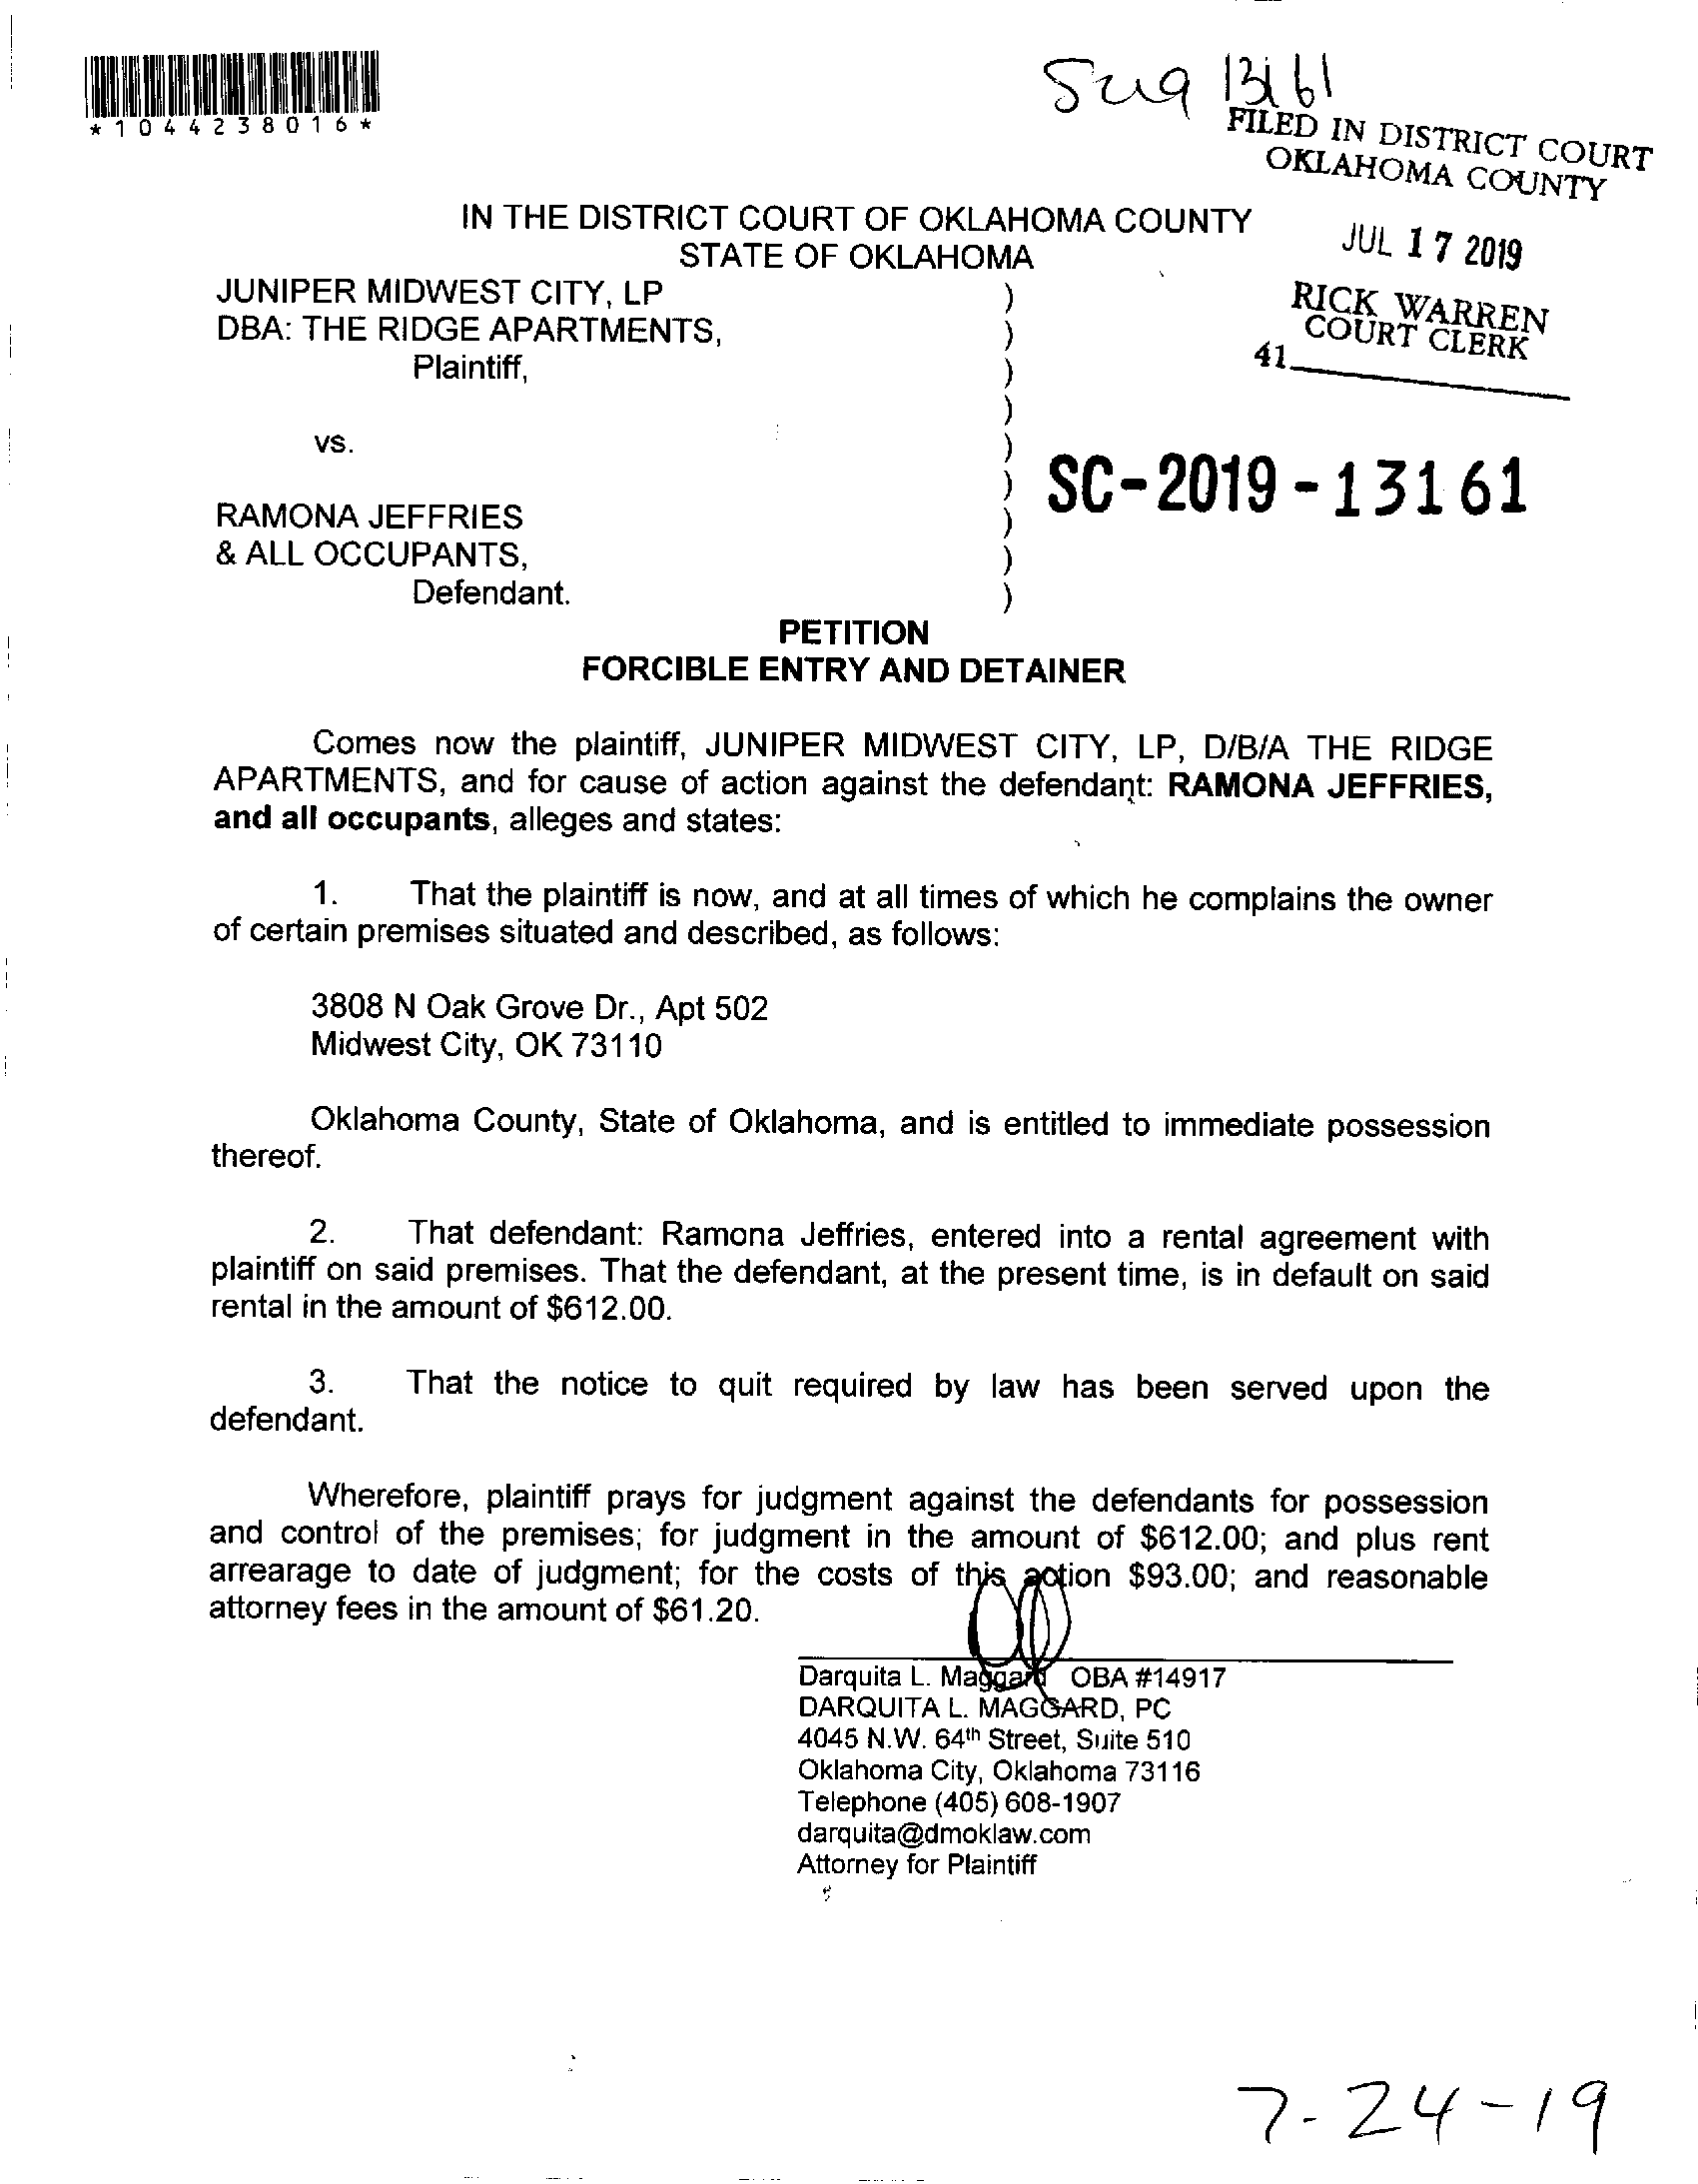 *1044238016*
13161
FILED IN DISTRICT COURT
OKLAHOMA COUNTY
JUL 17 2019
RICK WARREN
COURT CLERK
41
IN THE DISTRICT COURT OF OKLAHOMA COUNTY
STATE OF OKLAHOMA
JUNIPER MIDWEST CITY, LP )
DBA: THE RIDGE APARTMENTS, )
Plaintiff, )
)
vs. )
) SC-2019-13161
RAMONA JEFFRIES )
& ALL OCCUPANTS, )
Defendant. )
PETITION
FORCIBLE ENTRY AND DETAINER
Comes now the plaintiff, JUNIPER MIDWEST CITY, LP, D/B/A THE RIDGE
APARTMENTS, and for cause of action against the defendant: RAMONA JEFFRIES,
and all occupants, alleges and states:
1. That the plaintiff is now, and at all times of which he complains the owner
of certain premises situated and described, as follows:
3808 N Oak Grove Dr., Apt 502
Midwest City, OK 73110
Oklahoma County, State of Oklahoma, and is entitled to immediate possession
thereof.
2. That defendant: Ramona Jeffries, entered into a rental agreement with
plaintiff on said premises. That the defendant, at the present time, is in default on said
rental in the amount of $612.00.
3. That the notice to quit required by law has been served upon the
defendant.
Wherefore, plaintiff prays for judgment against the defendants for possession
and control of the premises; for judgment in the amount of $612.00; and plus rent
arrearage to date of judgment; for the costs of this action $93.00; and reasonable
attorney fees in the amount of $61.20.
Darquita L. Maggard OBA #14917
DARQUITA L. MAGGARD, PC
4045 N.W. 64th Street, Suite 510
Oklahoma City, Oklahoma 73116
Telephone (405) 608-1907
darquita@dmoklaw.com
Attorney for Plaintiff
7-24-19